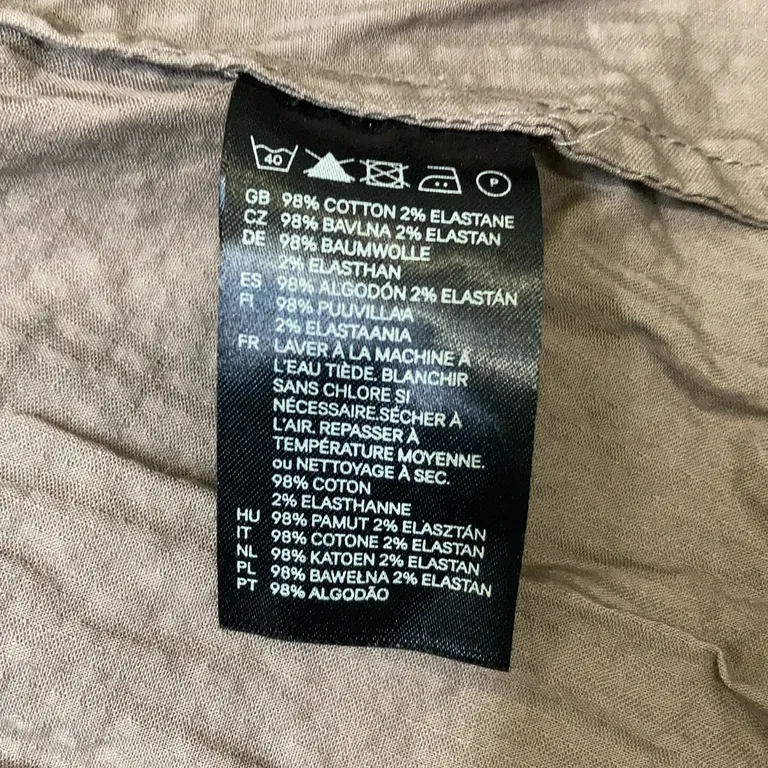 40 P
GB 98% COTTON 2% ELASTANE
CZ 98% BAVLNA 2% ELASTAN
DE 98% BAUMWOLLE
2% ELASTHAN
ES 98% ALGODÓN 2% ELASTÁN
FI 98% PUUVILLAA
2% ELASTAANIA
FR LAVER À LA MACHINE À
L'EAU TIÈDE. BLANCHIR
SANS CHLORE SI
NÉCESSAIRE.SÉCHER À
L'AIR. REPASSER À
TEMPÉRATURE MOYENNE.
ou NETTOYAGE À SEC.
98% COTON
2% ELASTHANNE
HU 98% PAMUT 2% ELASZTÁN
IT 98% COTONE 2% ELASTAN
NL 98% KATOEN 2% ELASTAN
PL 98% BAWEŁNA 2% ELASTAN
PT 98% ALGODÃO